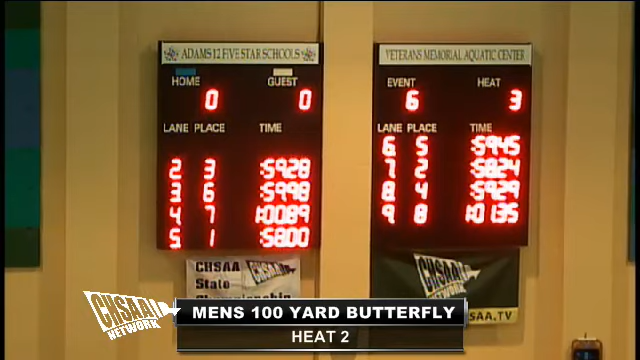 ADAMS 12 FIVE STAR SCHOOLS
HOME GUEST
0 0
LANE PLACE TIME
2 3 :59.28
3 6 :59.98
4 7 1:00.89
5 1 :58.00
VETERANS MEMORIAL AQUATIC CENTER
EVENT HEAT
6 3
LANE PLACE TIME
6 5 :59.45
7 2 :58.24
8 4 :59.29
9 8 1:01.35
CHSAA
State
SAA.TV
CHSAA
NETWORK
MENS 100 YARD BUTTERFLY
HEAT 2